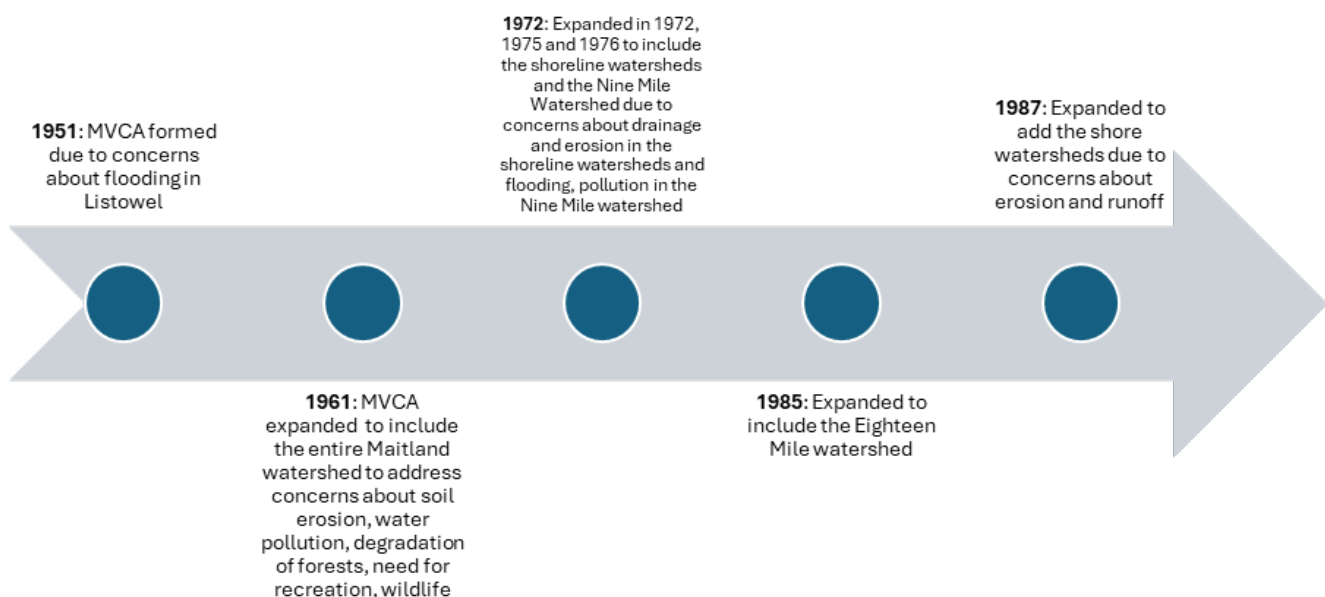 1951: MVCA formed
due to concerns
about flooding in
Listowel
1961: MVCA
expanded to include
the entire Maitland
watershed to address
concerns about soil
erosion, water
pollution, degradation
of forests, need for
recreation, wildlife
1972: Expanded in 1972,
1975 and 1976 to include
the shoreline watersheds
and the Nine Mile
Watershed due to
concerns about drainage
and erosion in the
shoreline watersheds and
flooding, pollution in the
Nine Mile watershed
1985: Expanded to
include the Eighteen
Mile watershed
1987: Expanded to
add the shore
watersheds due to
concerns about
erosion and runoff